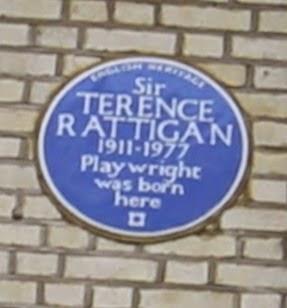 ENGLISH HERITAGE
Sir
TERENCE
RATTIGAN
1911-1977
Playwright
was born
here